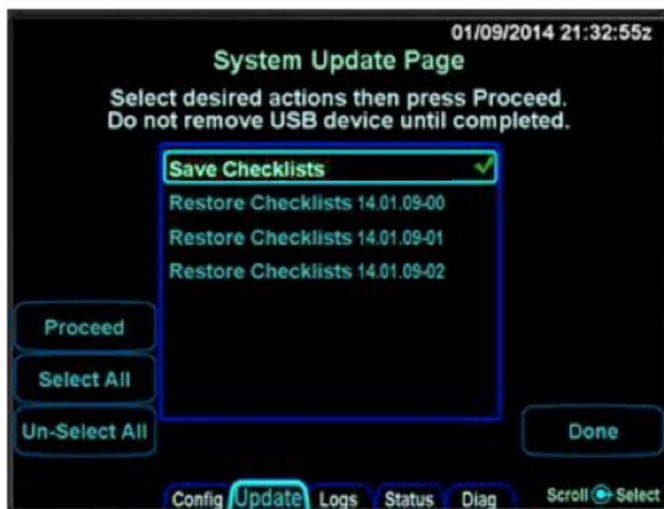 01/09/2014 21:32:55z
System Update Page
Select desired actions then press Proceed.
Do not remove USB device until completed.
Save Checklists
Restore Checklists 14.01.09-00
Restore Checklists 14.01.09-01
Restore Checklists 14.01.09-02
Proceed
Select All
Un-Select All
Done
Config Update Logs Status Diag Scroll Select